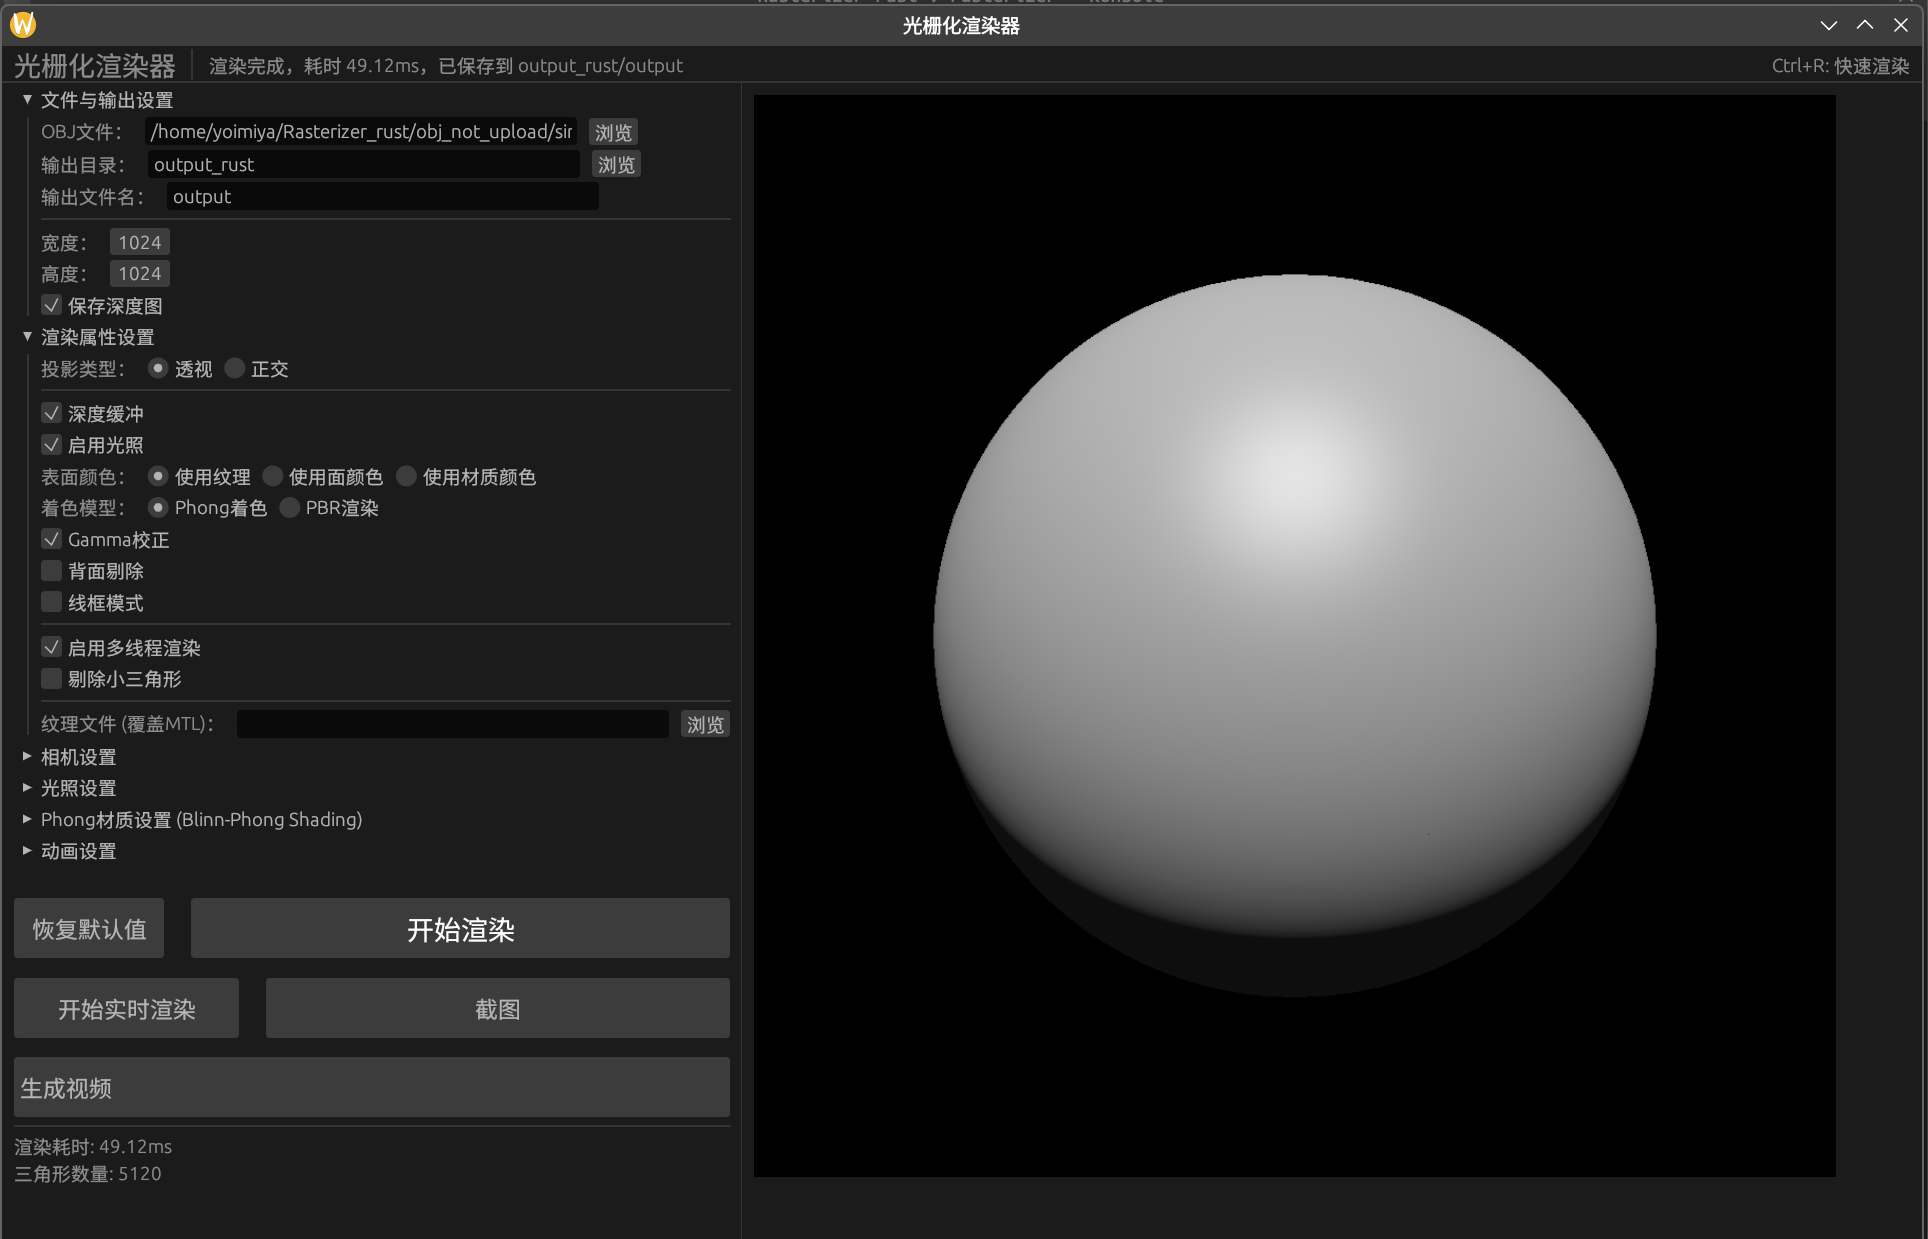 光栅化渲染器
光栅化渲染器 渲染完成，耗时 49.12ms，已保存到 output_rust/output Ctrl+R: 快速渲染
文件与输出设置
OBJ文件： /home/yoimiya/Rasterizer_rust/obj_not_upload/sir 浏览
输出目录： output_rust 浏览
输出文件名： output
宽度： 1024
高度： 1024
保存深度图
渲染属性设置
投影类型： 透视 正交
深度缓冲
启用光照
表面颜色： 使用纹理 使用面颜色 使用材质颜色
着色模型： Phong着色 PBR渲染
Gamma校正
背面剔除
线框模式
启用多线程渲染
剔除小三角形
纹理文件 (覆盖MTL)： 浏览
相机设置
光照设置
Phong材质设置 (Blinn-Phong Shading)
动画设置
恢复默认值 开始渲染
开始实时渲染 截图
生成视频
渲染耗时: 49.12ms
三角形数量: 5120